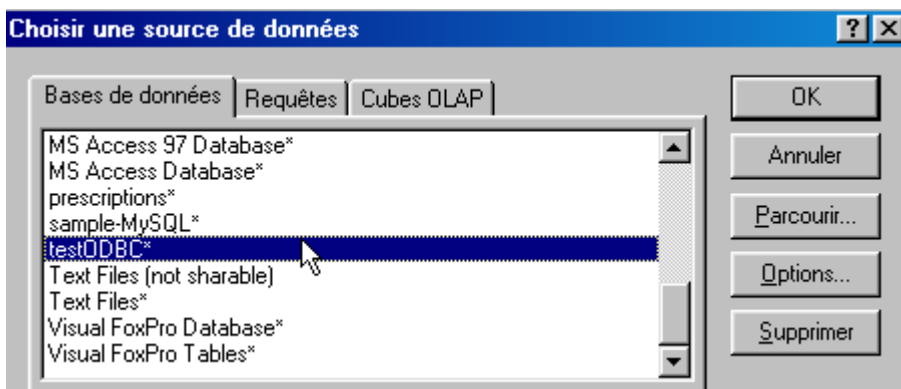 Choisir une source de données
Bases de données Requêtes Cubes OLAP
MS Access 97 Database*
MS Access Database*
prescriptions*
sample-MySQL*
testODBC*
Text Files (not sharable)
Text Files*
Visual FoxPro Database*
Visual FoxPro Tables*
OK
Annuler
Parcourir...
Options...
Supprimer